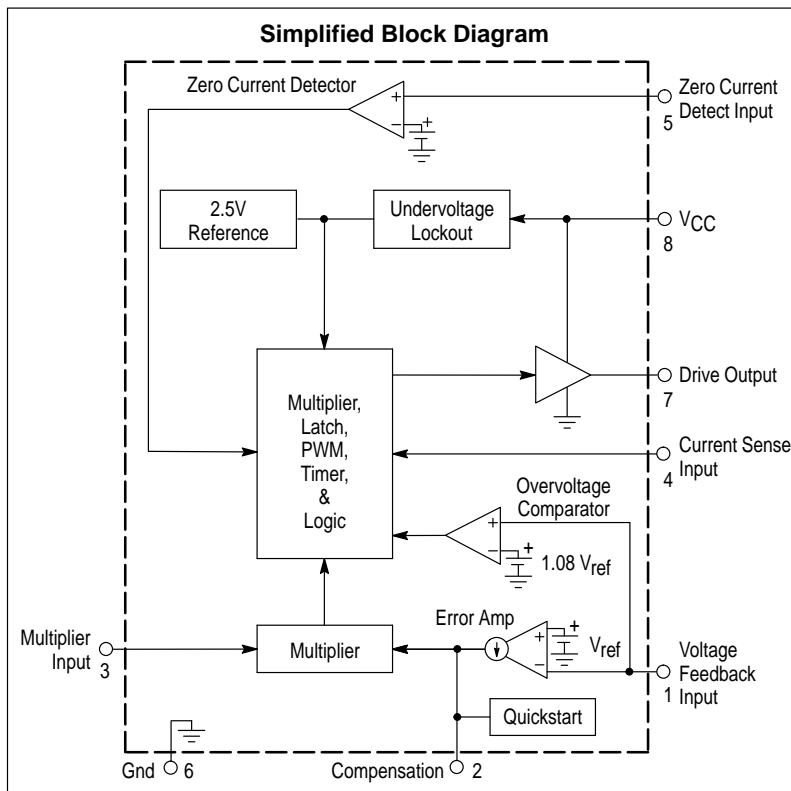 Simplified Block Diagram
Zero Current Detector
+
−
+
Zero Current
Detect Input
5
2.5V
Reference
Undervoltage
Lockout
VCC
8
Multiplier,
Latch,
PWM,
Timer,
&
Logic
Drive Output
7
Current Sense
Input
4
Overvoltage
Comparator
+
−
+
1.08 Vref
Error Amp
+
−
+
Vref
Multiplier
Input
3
Multiplier
Voltage
Feedback
Input
1
Quickstart
Gnd
6
Compensation
2